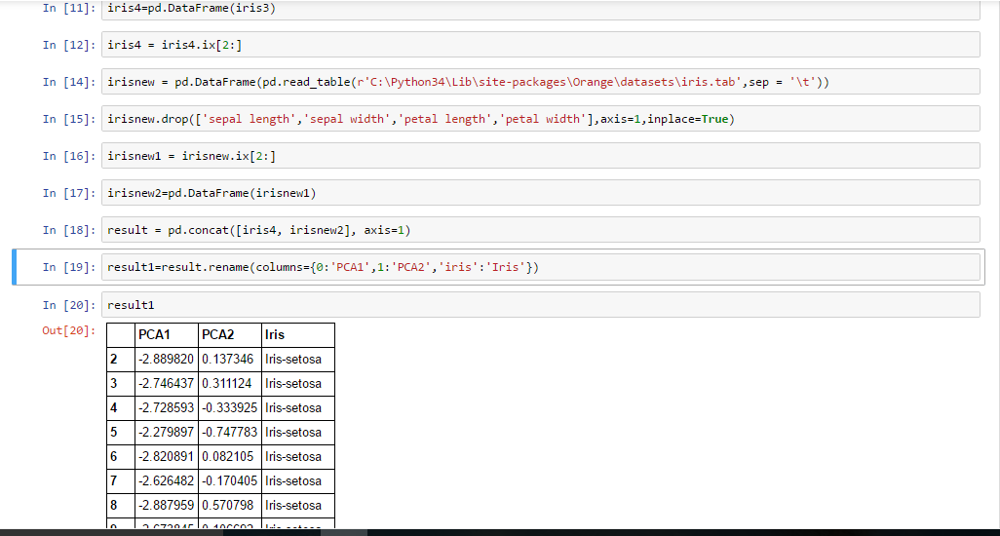 In [11]: iris4=pd.DataFrame(iris3)
In [12]: iris4 = iris4.ix[2:]
In [14]: irisnew = pd.DataFrame(pd.read_table(r'C:\Python34\Lib\site-packages\Orange\datasets\iris.tab',sep = '\t'))
In [15]: irisnew.drop(['sepal length','sepal width','petal length','petal width'],axis=1,inplace=True)
In [16]: irisnew1 = irisnew.ix[2:]
In [17]: irisnew2=pd.DataFrame(irisnew1)
In [18]: result = pd.concat([iris4, irisnew2], axis=1)
In [19]: result1=result.rename(columns={0:'PCA1',1:'PCA2','iris':'Iris'})
In [20]: result1
Out[20]:
PCA1 PCA2 Iris
2 -2.889820 0.137346 Iris-setosa
3 -2.746437 0.311124 Iris-setosa
4 -2.728593 -0.333925 Iris-setosa
5 -2.279897 -0.747783 Iris-setosa
6 -2.820891 0.082105 Iris-setosa
7 -2.626482 -0.170405 Iris-setosa
8 -2.887959 0.570798 Iris-setosa